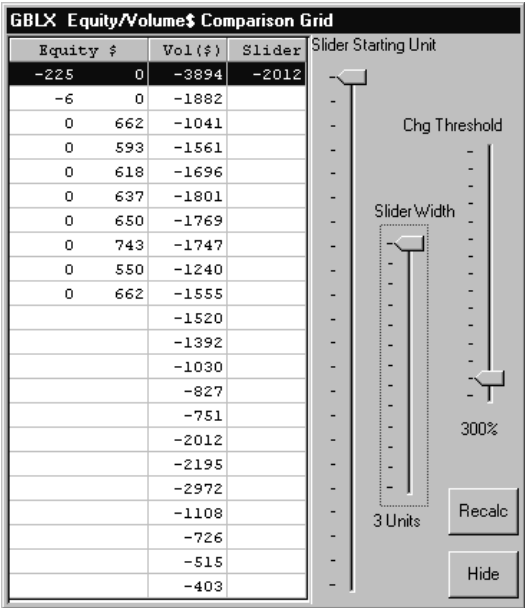 GBLX Equity/Volume$ Comparison Grid
Equity $ Vol($) Slider
-225 0 -3894 -2012
-6 0 -1882
0 662 -1041
0 593 -1561
0 618 -1696
0 637 -1801
0 650 -1769
0 743 -1747
0 550 -1240
0 662 -1555
-1520
-1392
-1030
-827
-751
-2012
-2195
-2972
-1108
-726
-515
-403
Slider Starting Unit
Chg Threshold
Slider Width
300%
3 Units
Recalc
Hide